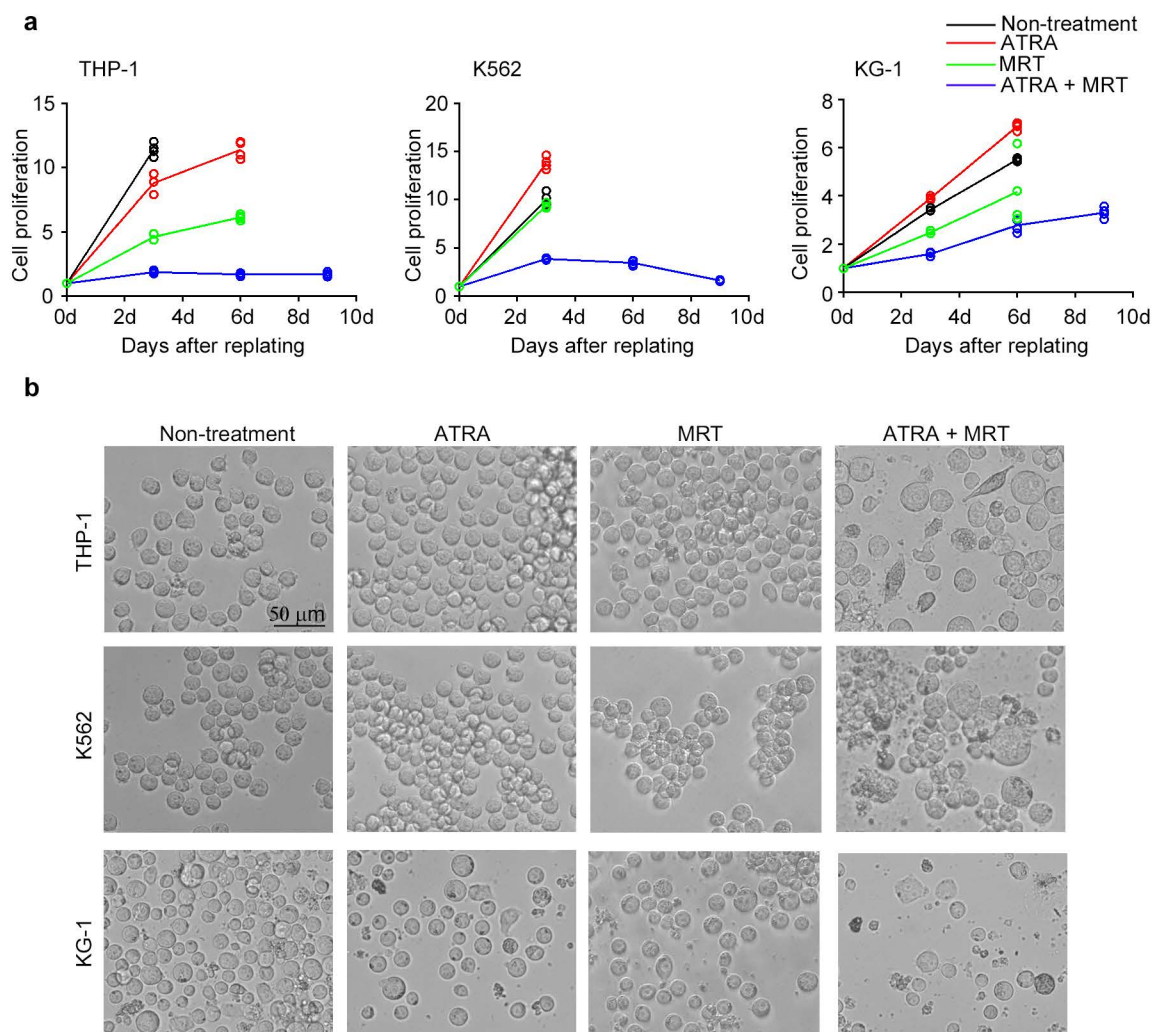 a
Non-treatment
ATRA
MRT
ATRA + MRT
THP-1
K562
KG-1
15
10
5
0
Cell proliferation
0d 2d 4d 6d 8d 10d
Days after replating
20
15
10
5
0
Cell proliferation
0d 2d 4d 6d 8d 10d
Days after replating
8
6
4
2
0
Cell proliferation
0d 2d 4d 6d 8d 10d
Days after replating
b
Non-treatment ATRA MRT ATRA + MRT
THP-1
50 μm
K562
KG-1